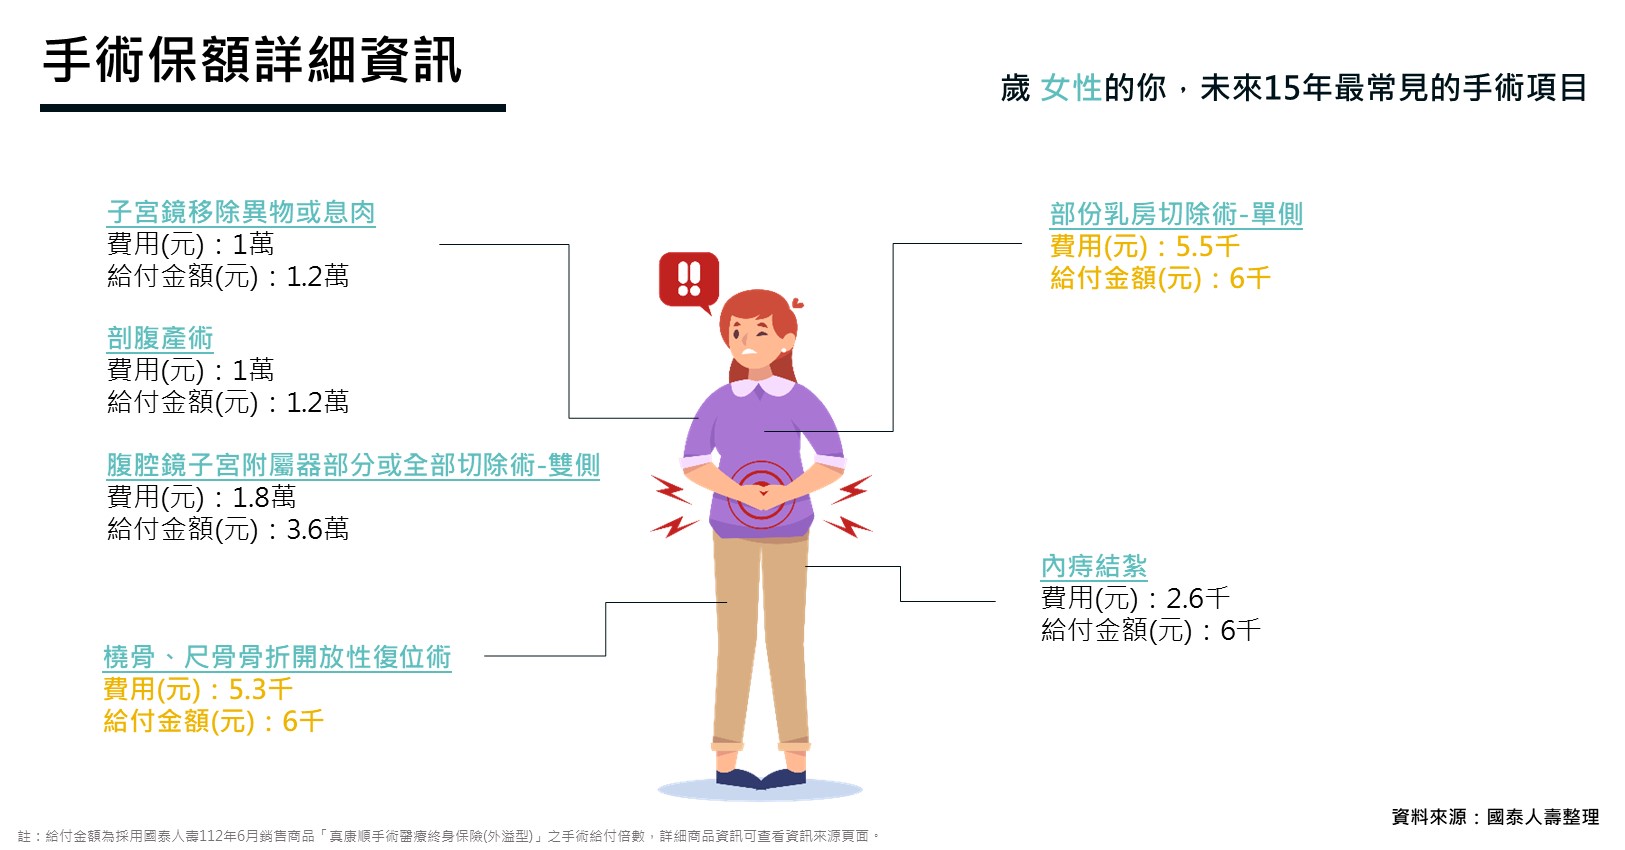 手術保額詳細資訊
歲 女性的你，未來15年最常見的手術項目
子宮鏡移除異物或息肉
費用(元)：1萬
給付金額(元)：1.2萬
剖腹產術
費用(元)：1萬
給付金額(元)：1.2萬
腹腔鏡子宮附屬器部分或全部切除術-雙側
費用(元)：1.8萬
給付金額(元)：3.6萬
橈骨、尺骨骨折開放性復位術
費用(元)：5.3千
給付金額(元)：6千
部份乳房切除術-單側
費用(元)：5.5千
給付金額(元)：6千
內痔結紮
費用(元)：2.6千
給付金額(元)：6千
資料來源：國泰人壽整理
註：給付金額為採用國泰人壽112年6月銷售商品「真康順手術醫療終身保險(外溢型)」之手術給付倍數，詳細商品資訊可查看資訊來源頁面。